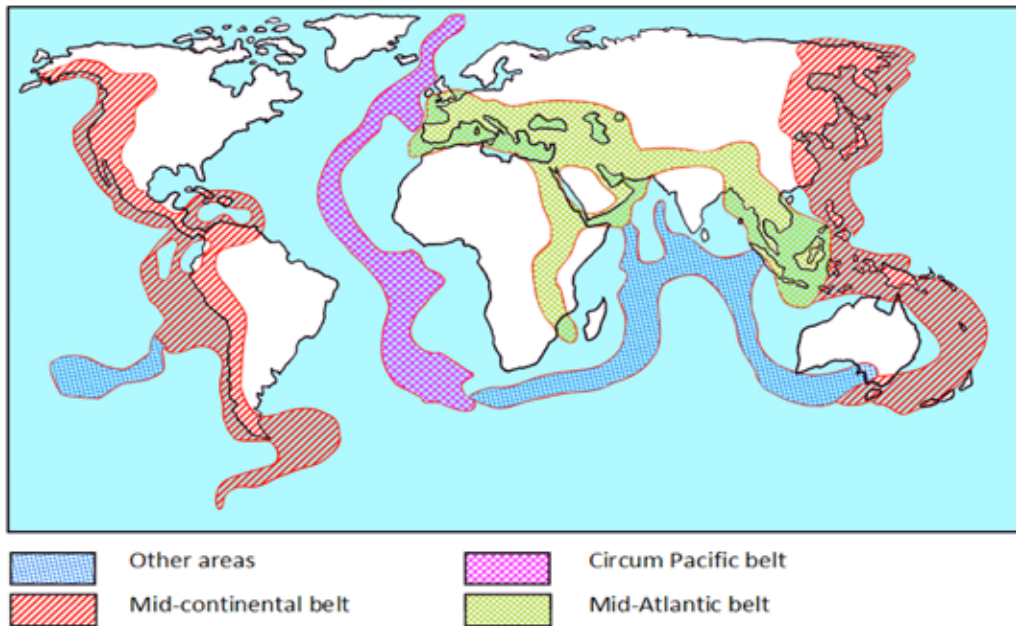 Other areas
Circum Pacific belt
Mid-continental belt
Mid-Atlantic belt